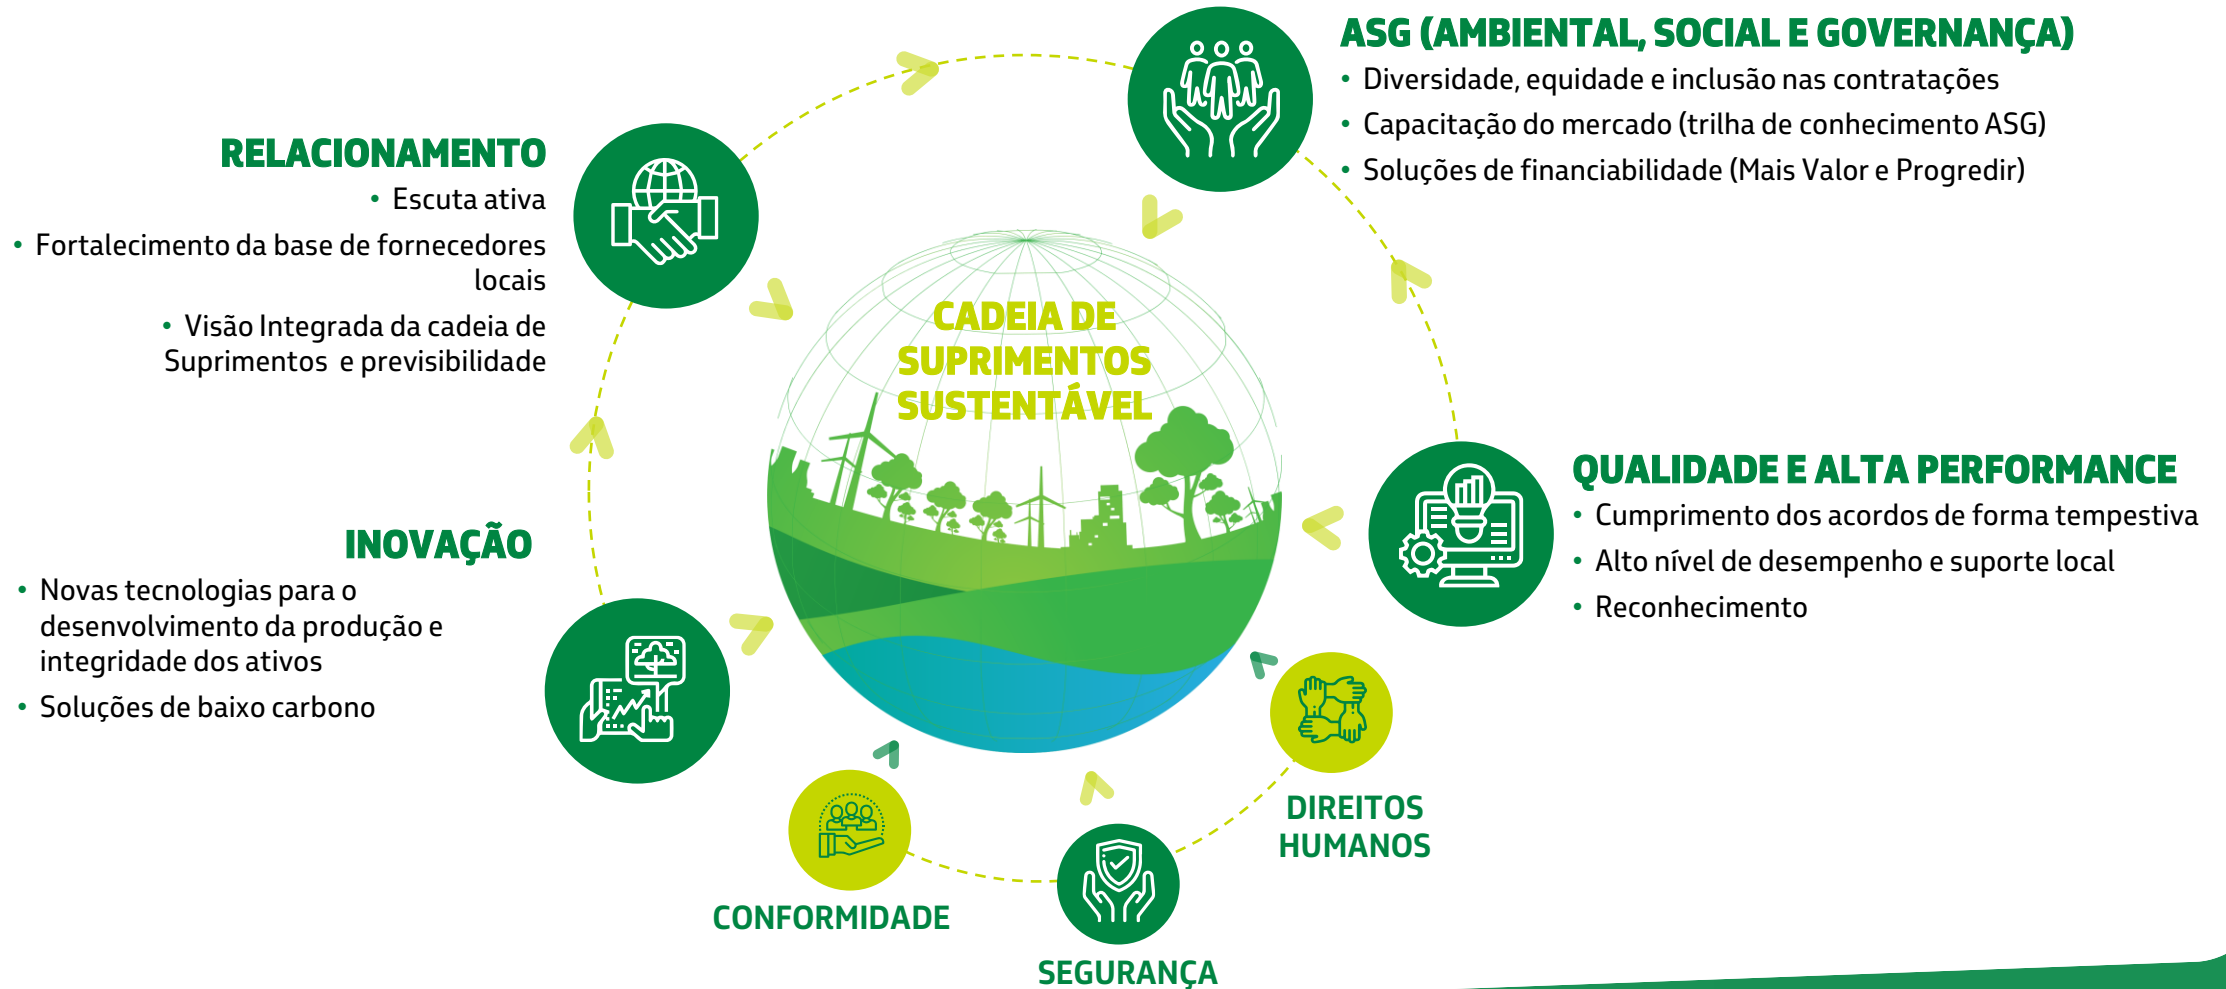 ASG (AMBIENTAL, SOCIAL E GOVERNANÇA)
• Diversidade, equidade e inclusão nas contratações
• Capacitação do mercado (trilha de conhecimento ASG)
• Soluções de financiabilidade (Mais Valor e Progredir)
RELACIONAMENTO
• Escuta ativa
• Fortalecimento da base de fornecedores
locais
• Visão Integrada da cadeia de
Suprimentos e previsibilidade
CADEIA DE
SUPRIMENTOS
SUSTENTÁVEL
QUALIDADE E ALTA PERFORMANCE
• Cumprimento dos acordos de forma tempestiva
• Alto nível de desempenho e suporte local
• Reconhecimento
INOVAÇÃO
• Novas tecnologias para o
desenvolvimento da produção e
integridade dos ativos
• Soluções de baixo carbono
DIREITOS
HUMANOS
CONFORMIDADE
SEGURANÇA